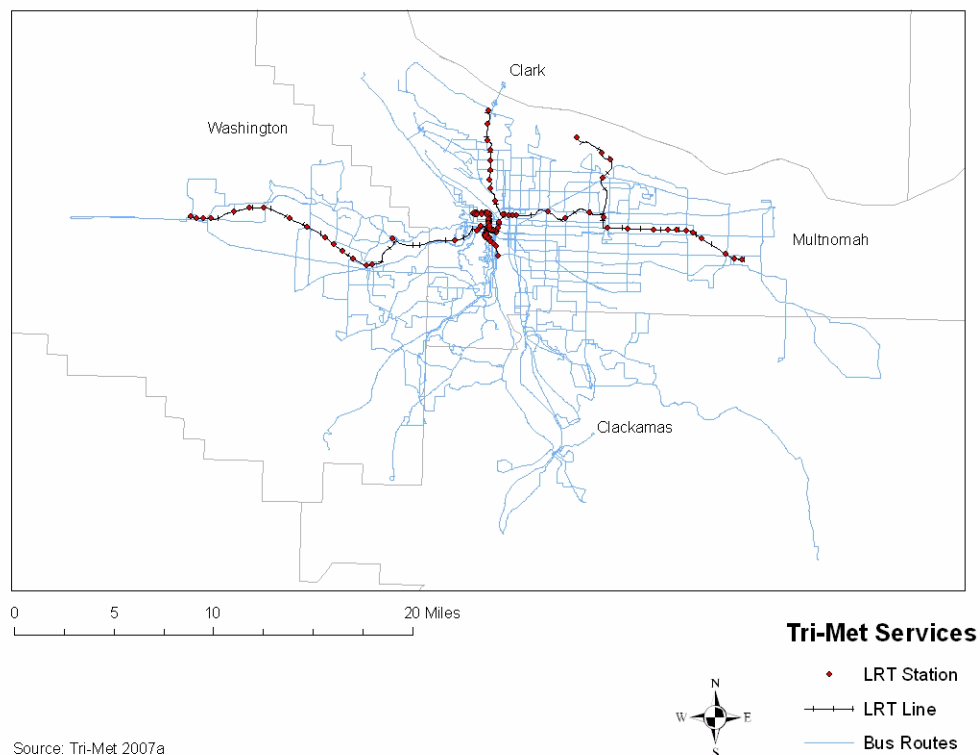 Clark
Washington
Multnomah
Clackamas
0 5 10 20 Miles
Tri-Met Services
LRT Station
LRT Line
Bus Routes
N
W E
S
Source: Tri-Met 2007a